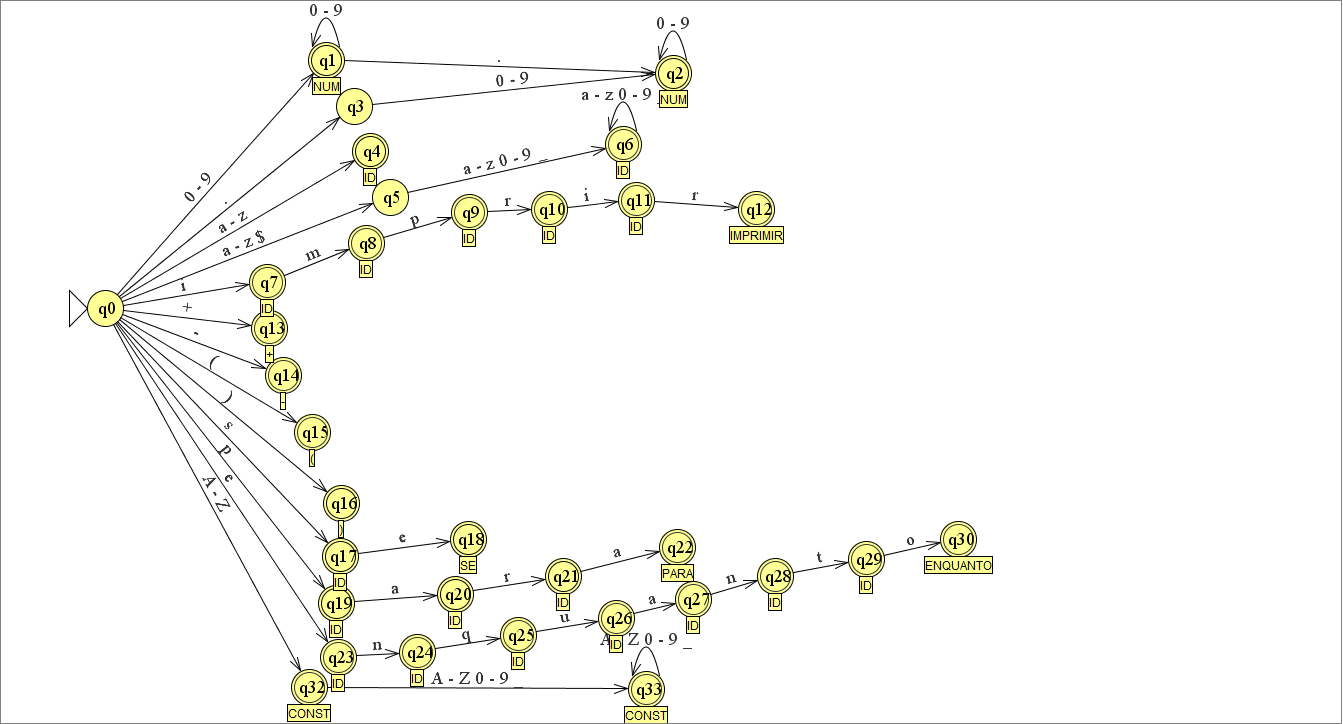 0 - 9
0 - 9
q1
.
q2
NUM
0 - 9
NUM
q3
a - z 0 - 9 _
0 - 9
.
q4
ID
q6
ID
a - z
a - z 0 - 9 _
q5
a - z $
q9
ID
r
q10
ID
i
q11
ID
r
q12
IMPRIMIR
p
q8
ID
m
i
q7
ID
q0
q13
+
-
q14
-
(
q15
(
)
q16
)
s
q17
ID
e
q18
SE
p
q19
ID
a
q20
ID
r
q21
ID
a
q22
PARA
e
q23
ID
n
q24
ID
q
q25
ID
u
q26
ID
a
q27
ID
n
q28
ID
t
q29
ID
o
q30
ENQUANTO
A - Z
q32
CONST
A - Z 0 - 9 _
A - Z 0 - 9 _
q33
CONST